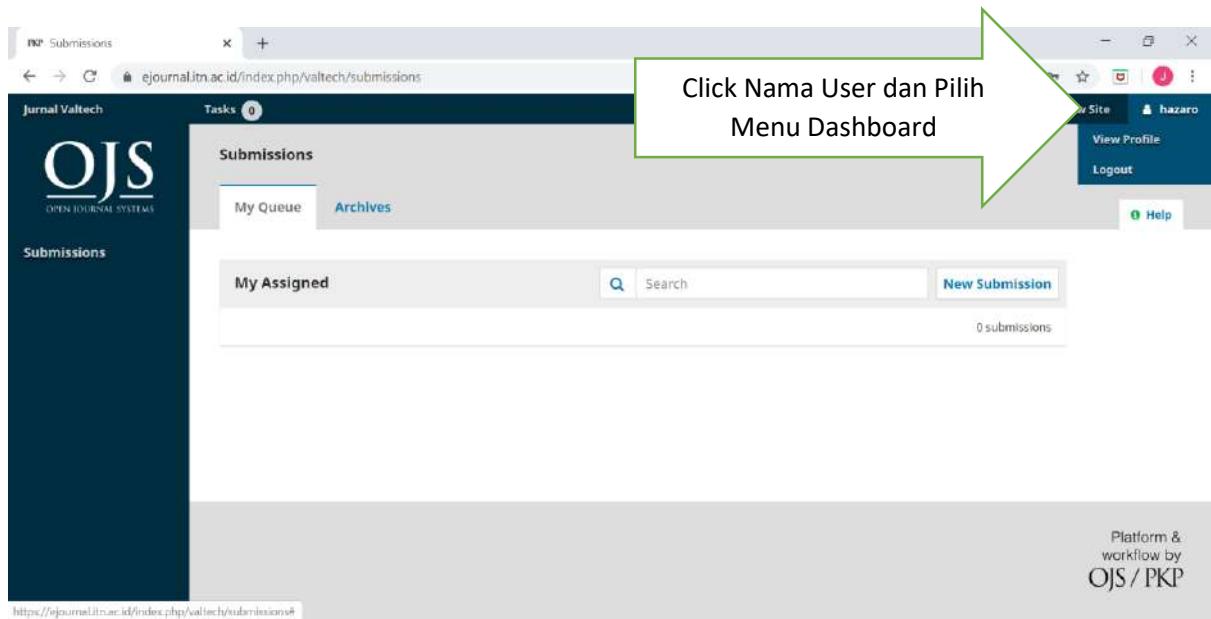 PKP Submissions
ejournal.itn.ac.id/index.php/valtech/submissions
Click Nama User dan Pilih
Menu Dashboard
Jurnal Valtech
Tasks 0
Site
hazaro
View Profile
Logout
OJS
OPEN JOURNAL SYSTEMS
Submissions
My Queue
Archives
Help
Submissions
My Assigned
Search
New Submission
0 submissions
Platform &
workflow by
OJS / PKP
https://ejournal.itn.ac.id/index.php/valtech/submissions#